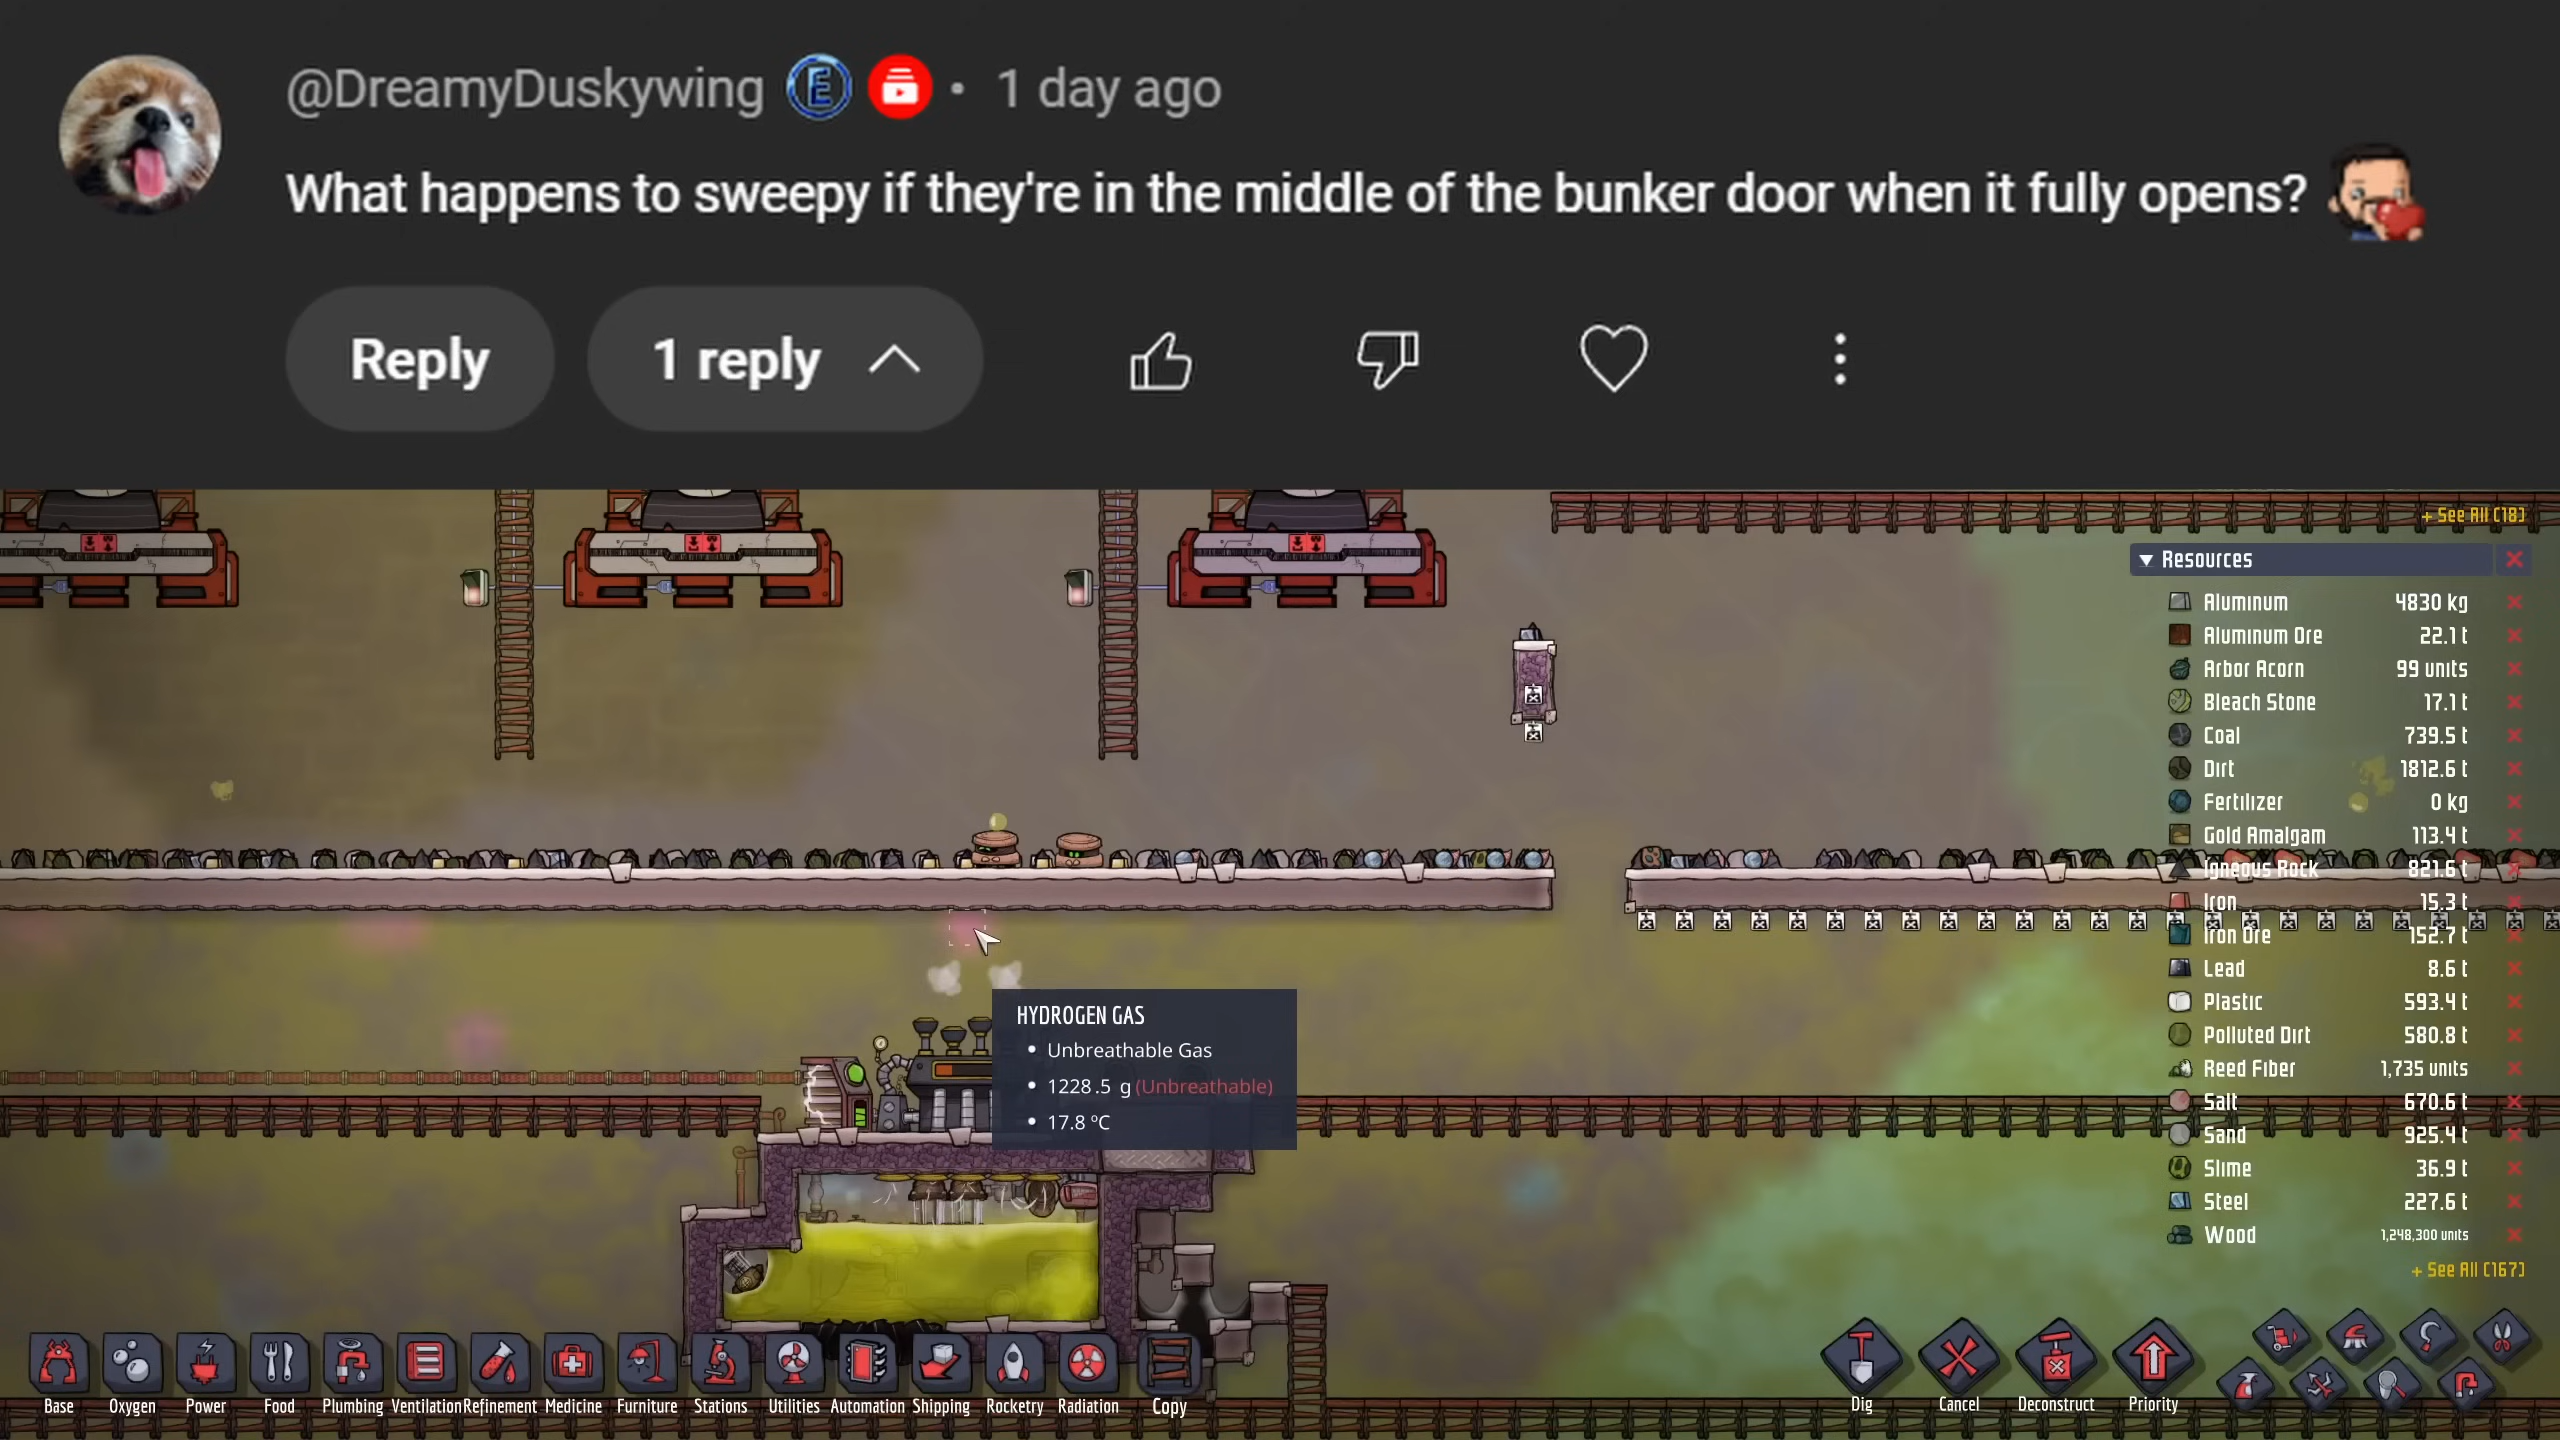 @DreamyDuskywing E • 1 day ago
What happens to sweepy if they're in the middle of the bunker door when it fully opens?
Reply
1 reply
+ See All (18)
Resources
Aluminum 4830 kg
Aluminum Ore 22.1 t
Arbor Acorn 99 units
Bleach Stone 17.1 t
Coal 739.5 t
Dirt 1812.6 t
Fertilizer 0 kg
Gold Amalgam 113.4 t
Igneous Rock 821.6 t
Iron 15.3 t
Iron Ore 152.7 t
Lead 8.6 t
Plastic 593.4 t
Polluted Dirt 580.8 t
Reed Fiber 1,735 units
Salt 670.6 t
Sand 925.4 t
Slime 36.9 t
Steel 227.6 t
Wood 1,248,300 units
+ See All (167)
HYDROGEN GAS
• Unbreathable Gas
• 1228.5 g (Unbreathable)
• 17.8 ºC
Base Oxygen Power Food Plumbing Ventilation Refinement Medicine Furniture Stations Utilities Automation Shipping Rocketry Radiation Copy
Dig Cancel Deconstruct Priority